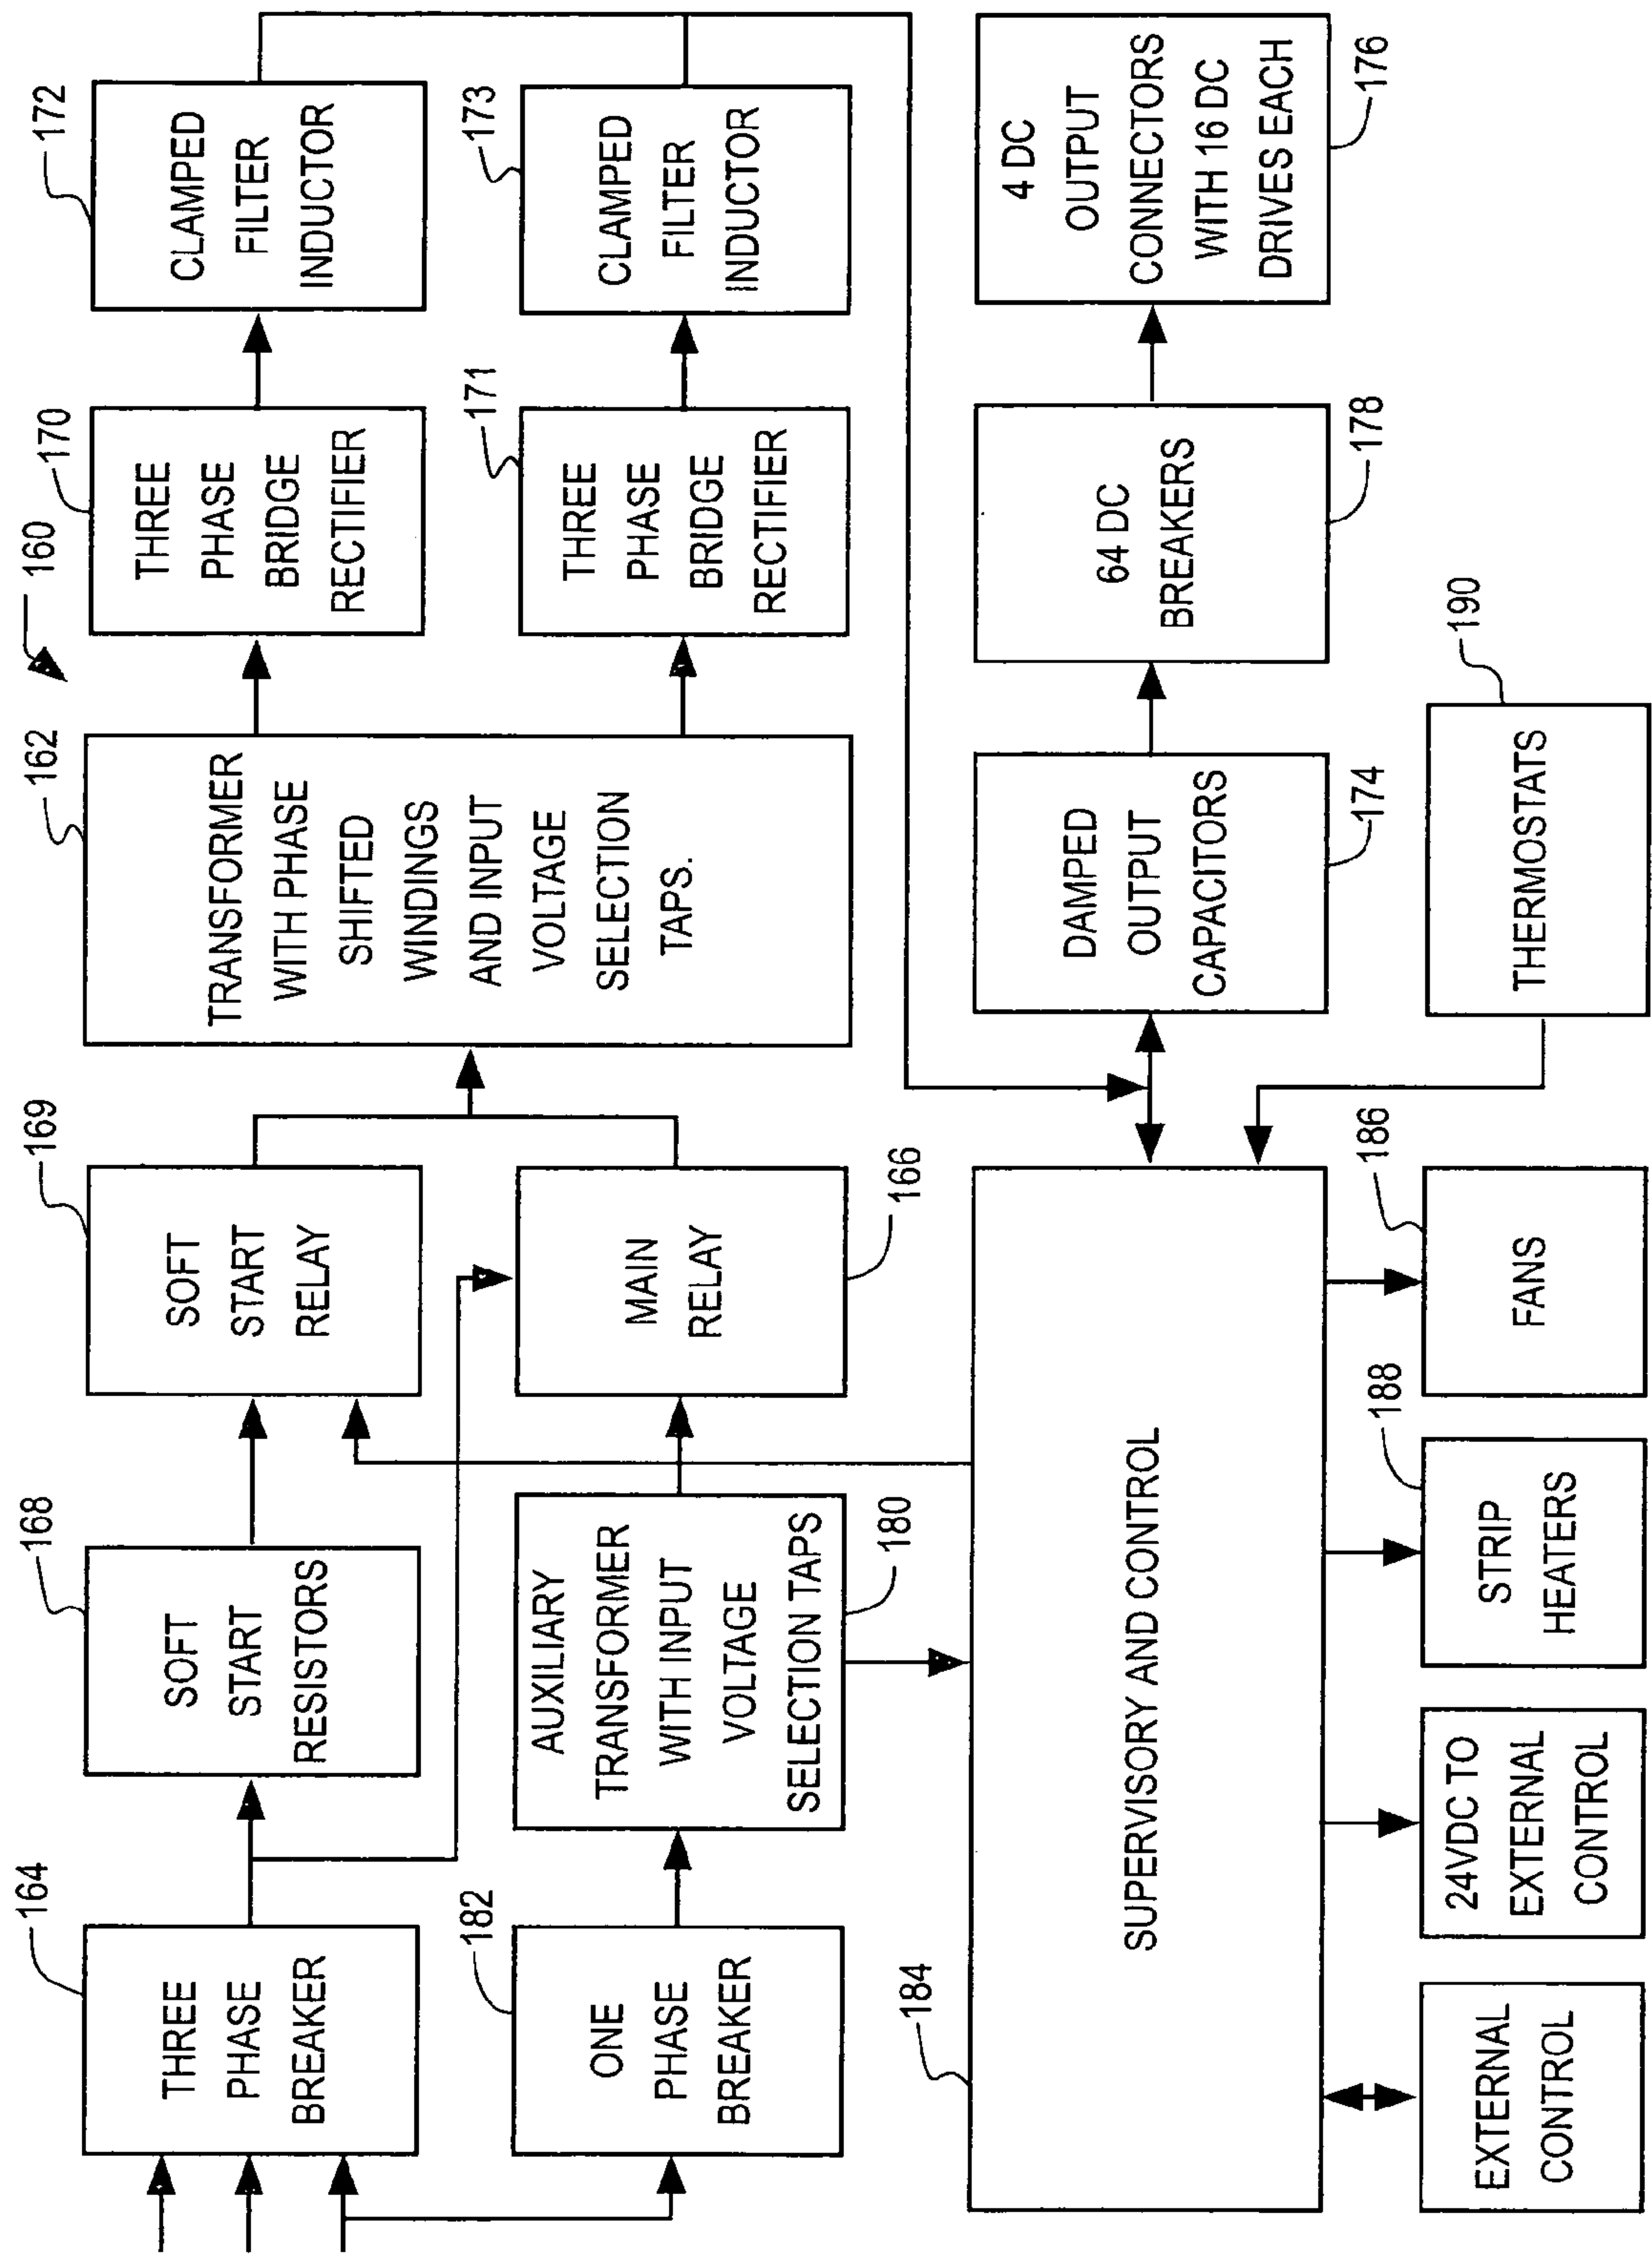 160
164
THREE
PHASE
BREAKER
168
SOFT
START
RESISTORS
169
SOFT
START
RELAY
162
TRANSFORMER
WITH PHASE
SHIFTED
WINDINGS
AND INPUT
VOLTAGE
SELECTION
TAPS.
170
THREE
PHASE
BRIDGE
RECTIFIER
172
CLAMPED
FILTER
INDUCTOR
182
ONE
PHASE
BREAKER
AUXILIARY
TRANSFORMER
WITH INPUT
VOLTAGE
SELECTION TAPS
180
MAIN
RELAY
166
171
THREE
PHASE
BRIDGE
RECTIFIER
173
CLAMPED
FILTER
INDUCTOR
184
SUPERVISORY AND CONTROL
DAMPED
OUTPUT
CAPACITORS
174
64 DC
BREAKERS
178
4 DC
OUTPUT
CONNECTORS
WITH 16 DC
DRIVES EACH
176
EXTERNAL
CONTROL
24VDC TO
EXTERNAL
CONTROL
188
STRIP
HEATERS
186
FANS
190
THERMOSTATS